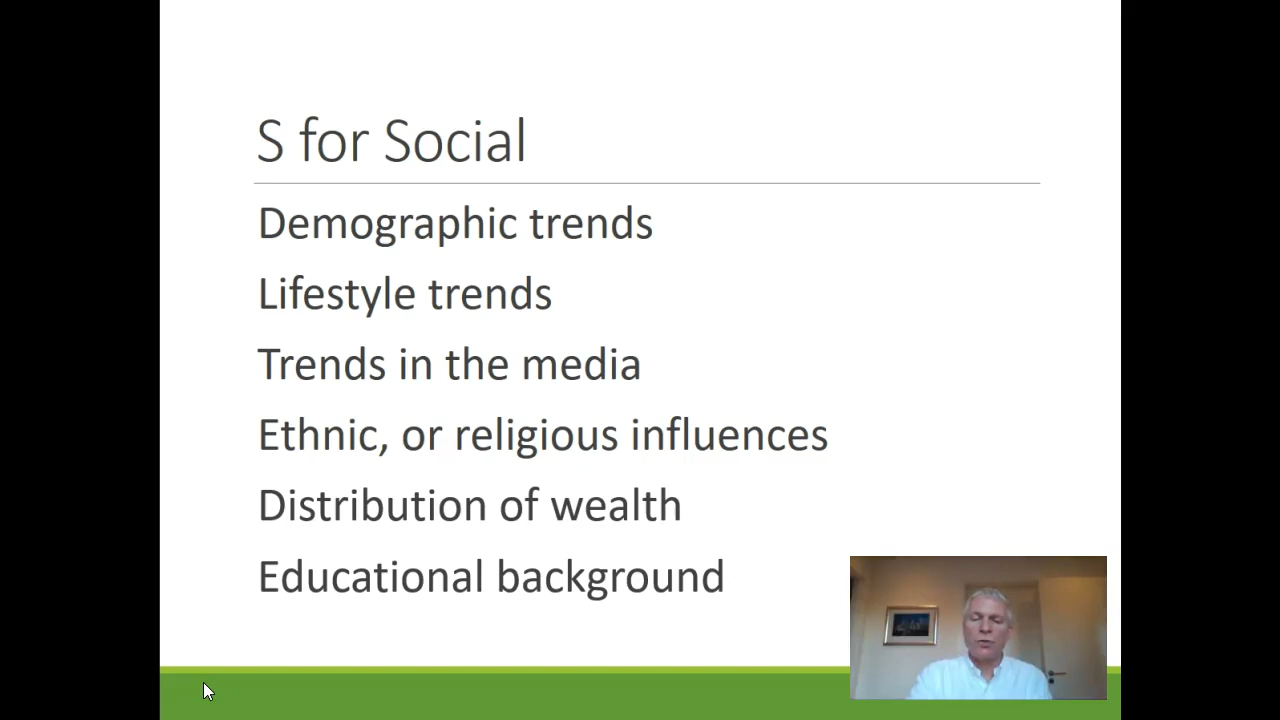 S for Social
Demographic trends
Lifestyle trends
Trends in the media
Ethnic, or religious influences
Distribution of wealth
Educational background